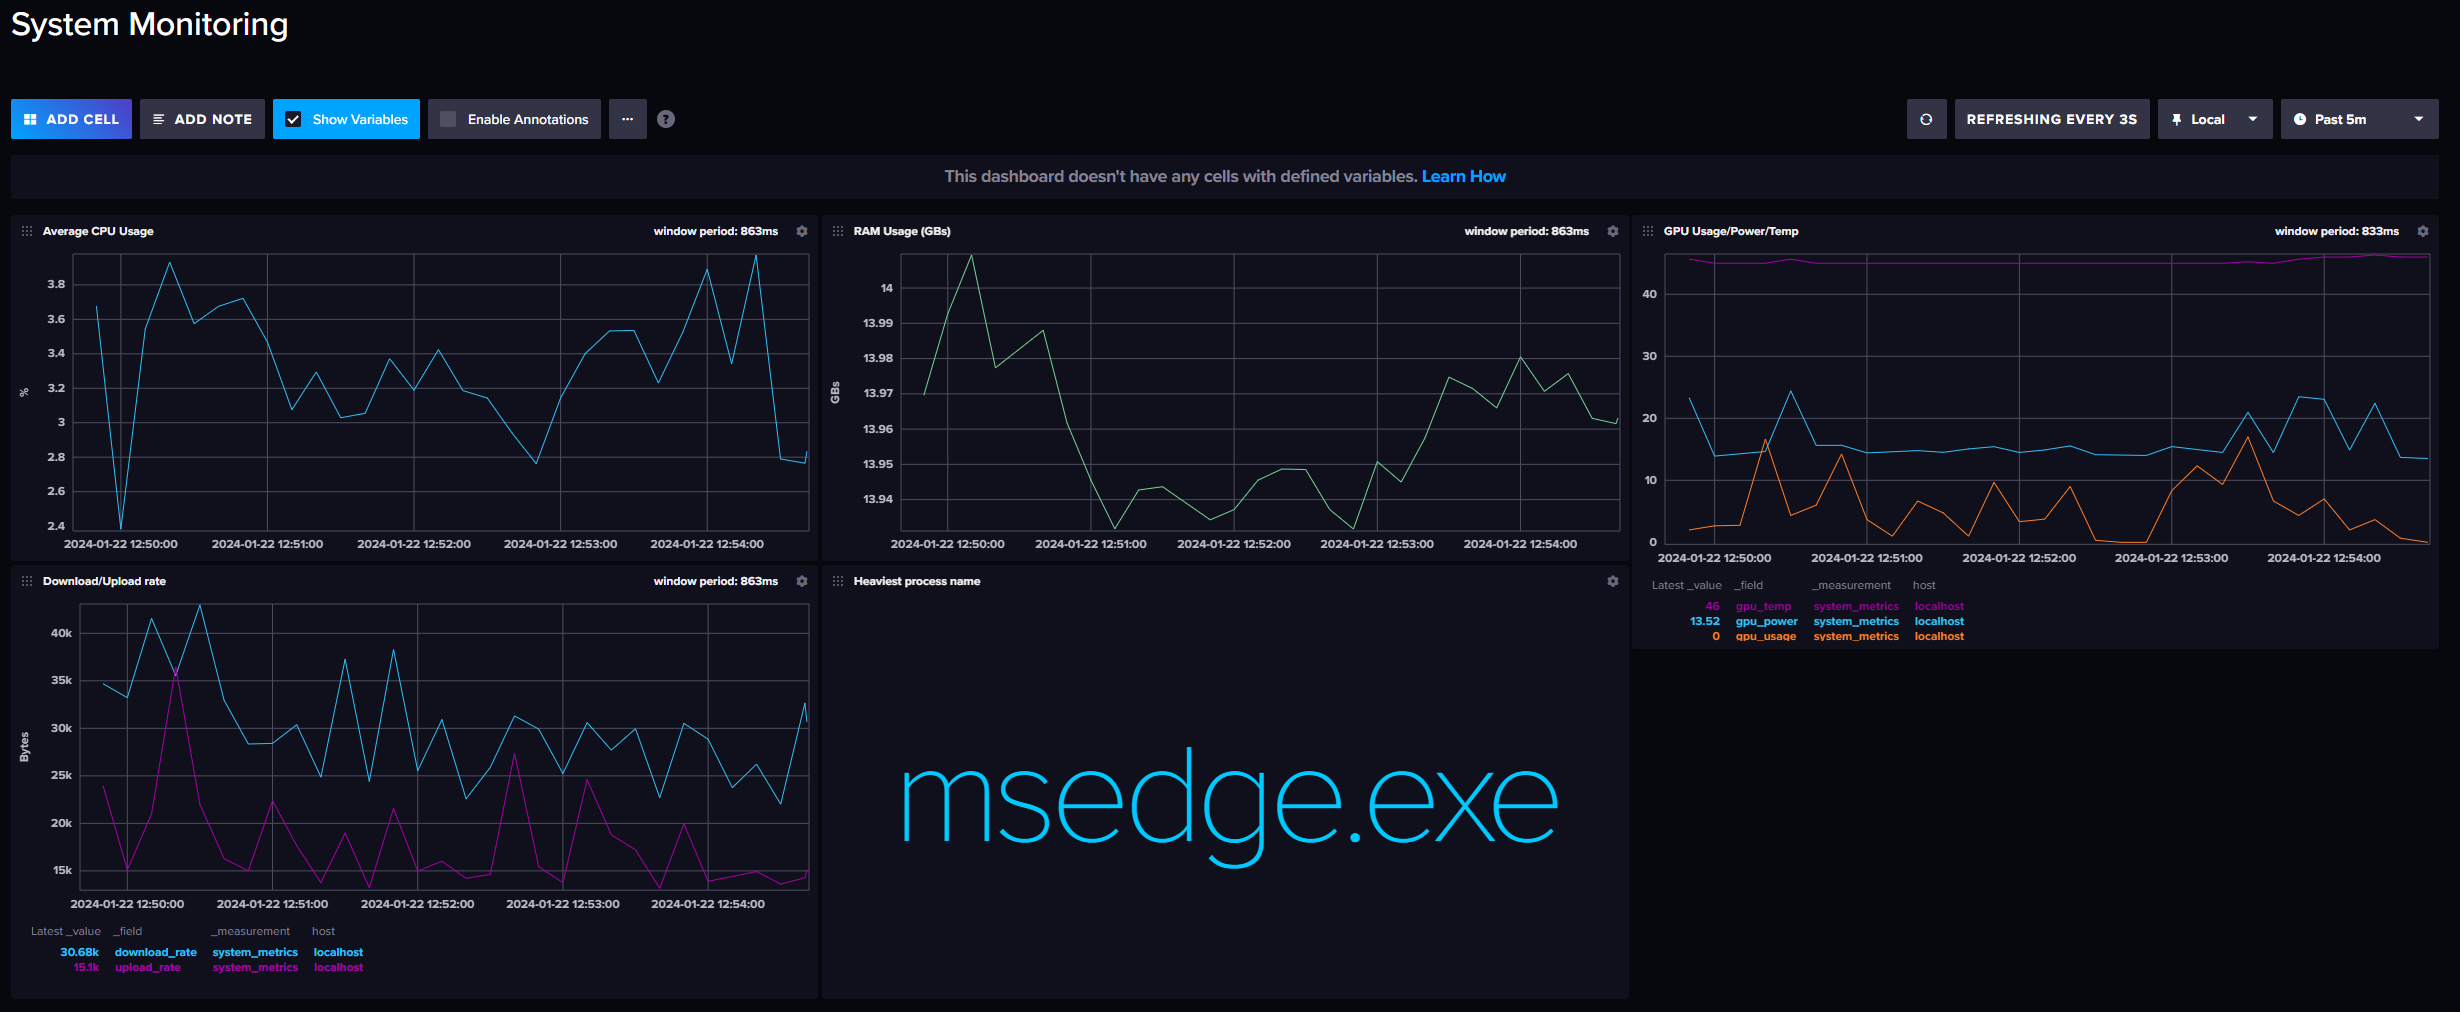 System Monitoring
ADD CELL
ADD NOTE
Show Variables
Enable Annotations
...
?
REFRESHING EVERY 3S
Local
Past 5m
This dashboard doesn't have any cells with defined variables. Learn How
Average CPU Usage
window period: 863ms
%
3.8
3.6
3.4
3.2
3
2.8
2.6
2.4
2024-01-22 12:50:00
2024-01-22 12:51:00
2024-01-22 12:52:00
2024-01-22 12:53:00
2024-01-22 12:54:00
RAM Usage (GBs)
window period: 863ms
GBs
14
13.99
13.98
13.97
13.96
13.95
13.94
2024-01-22 12:50:00
2024-01-22 12:51:00
2024-01-22 12:52:00
2024-01-22 12:53:00
2024-01-22 12:54:00
GPU Usage/Power/Temp
window period: 833ms
40
30
20
10
0
2024-01-22 12:50:00
2024-01-22 12:51:00
2024-01-22 12:52:00
2024-01-22 12:53:00
2024-01-22 12:54:00
Latest _value _field _measurement host
46 gpu_temp system_metrics localhost
13.52 gpu_power system_metrics localhost
0 gpu_usage system_metrics localhost
Download/Upload rate
window period: 863ms
Bytes
40k
35k
30k
25k
20k
15k
2024-01-22 12:50:00
2024-01-22 12:51:00
2024-01-22 12:52:00
2024-01-22 12:53:00
2024-01-22 12:54:00
Latest _value _field _measurement host
30.68k download_rate system_metrics localhost
15.1k upload_rate system_metrics localhost
Heaviest process name
msedge.exe